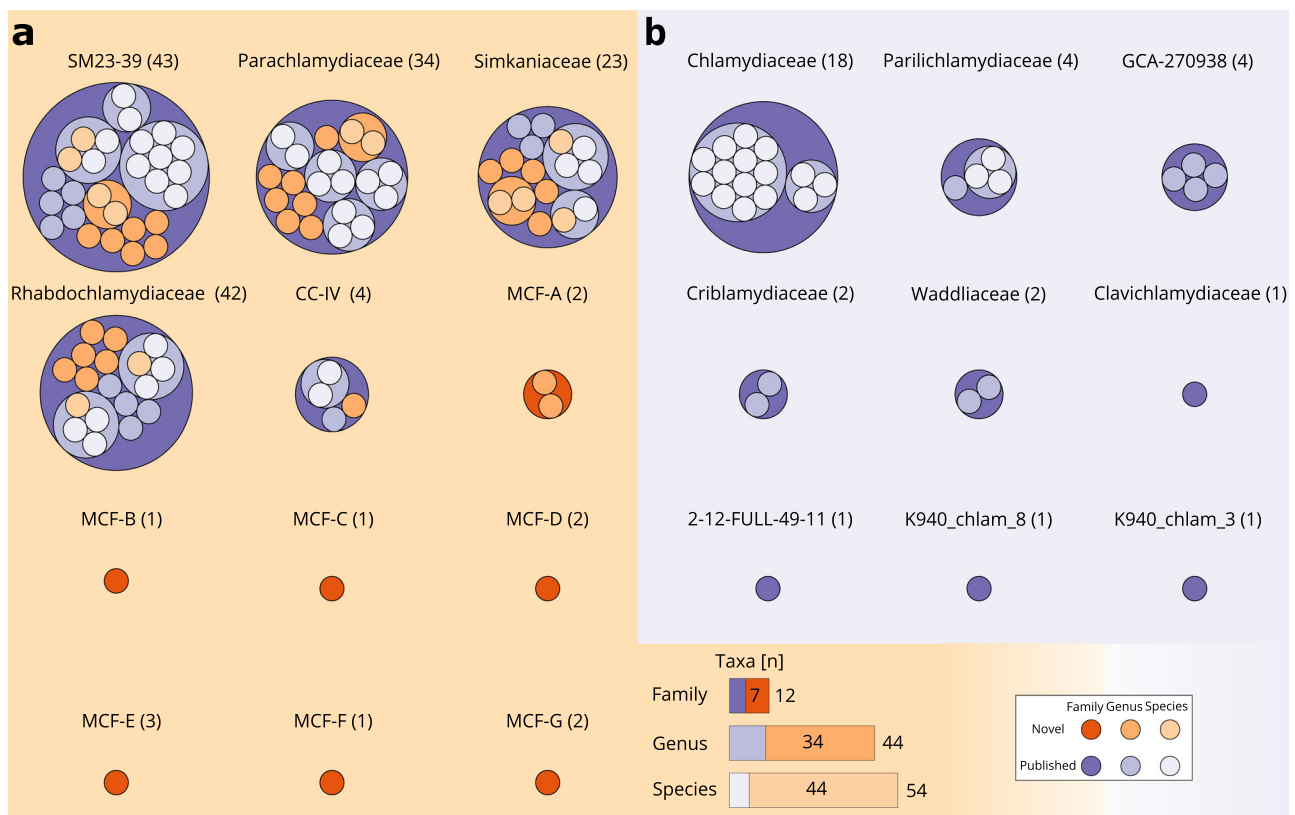 a
SM23-39 (43)
Parachlamydiaceae (34)
Simkaniaceae (23)
Rhabdochlamydiaceae (42)
CC-IV (4)
MCF-A (2)
MCF-B (1)
MCF-C (1)
MCF-D (2)
MCF-E (3)
MCF-F (1)
MCF-G (2)
b
Chlamydiaceae (18)
Parilichlamydiaceae (4)
GCA-270938 (4)
Criblamydiaceae (2)
Waddliaceae (2)
Clavichlamydiaceae (1)
2-12-FULL-49-11 (1)
K940_chlam_8 (1)
K940_chlam_3 (1)
Taxa [n]
Family 7 12
Genus 34 44
Species 44 54
Family Genus Species
Novel
Published